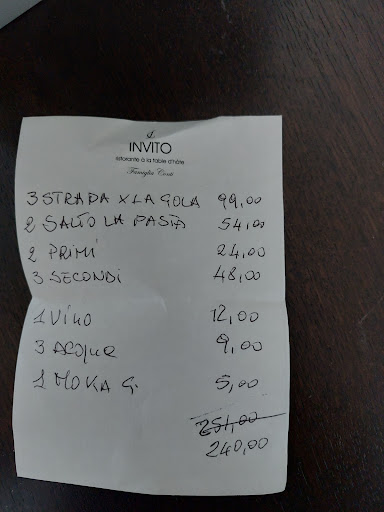 INVITO
ristorante à la table d'hôte
Famiglia Conti
3 STRADA X LA GOLA 99,00
2 SALTO LA PASTA 54,00
2 PRIMI 24,00
3 SECONDI 48,00
1 VINO 12,00
3 ACQUE 9,00
1 MOKA G. 5,00
251,00
240,00